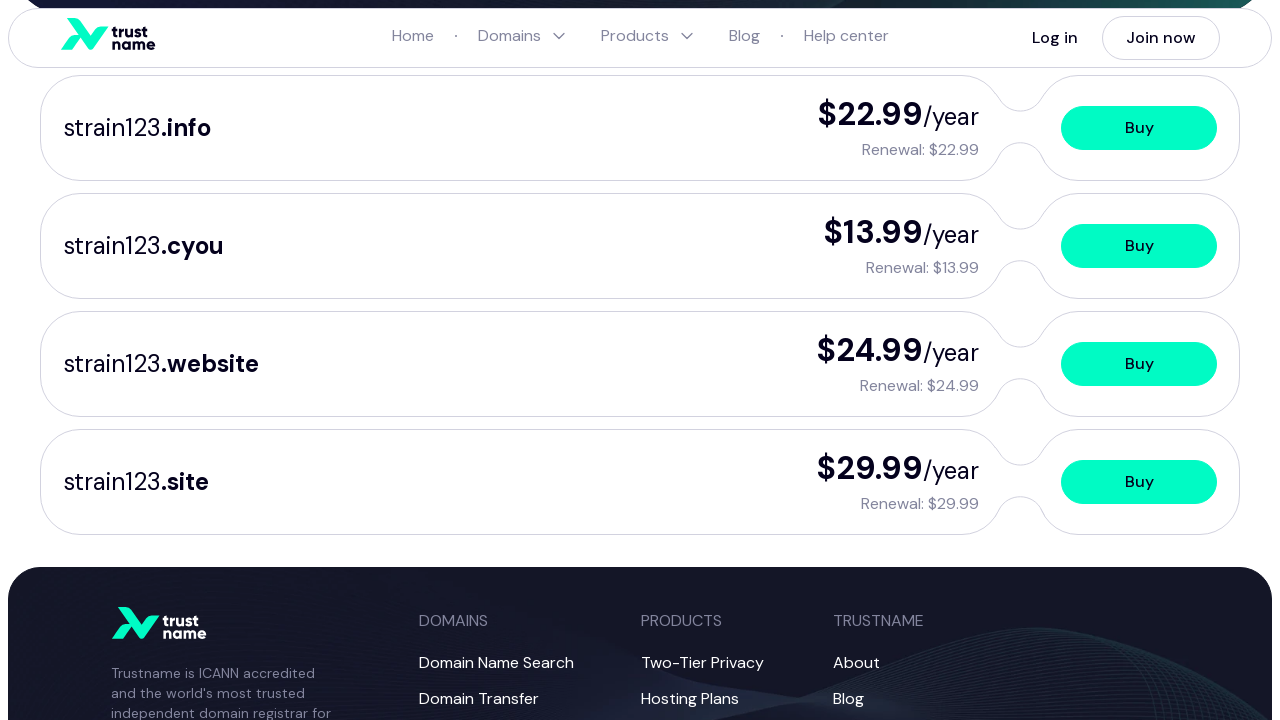 trust name
Home · Domains Products Blog · Help center
Log in
Join now
strain123.info
$22.99/year
Renewal: $22.99
Buy
strain123.cyou
$13.99/year
Renewal: $13.99
Buy
strain123.website
$24.99/year
Renewal: $24.99
Buy
strain123.site
$29.99/year
Renewal: $29.99
Buy
trust name
Trustname is ICANN accredited
and the world's most trusted
independent domain registrar for
DOMAINS
Domain Name Search
Domain Transfer
PRODUCTS
Two-Tier Privacy
Hosting Plans
TRUSTNAME
About
Blog